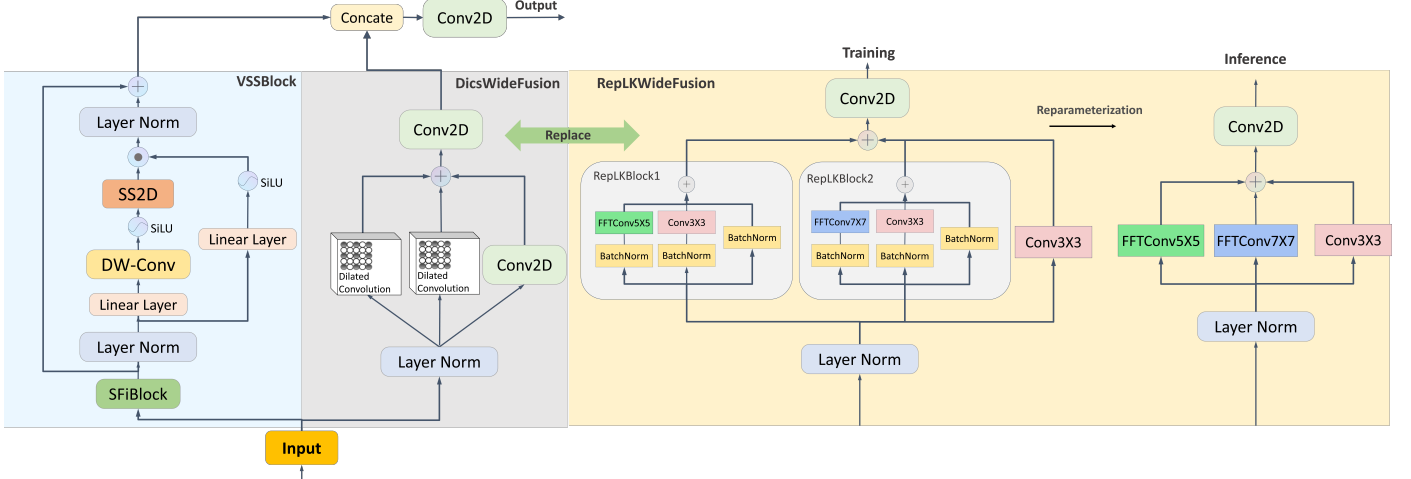 Concate
Conv2D
Output
VSSBlock
Layer Norm
SiLU
SS2D
SiLU
Linear Layer
DW-Conv
Linear Layer
Layer Norm
SFiBlock
Input
DicsWideFusion
Conv2D
Replace
Dilated
Convolution
Dilated
Convolution
Conv2D
Layer Norm
RepLKWideFusion
Training
Conv2D
RepLKBlock1
FFTConv5X5
Conv3X3
BatchNorm
BatchNorm
BatchNorm
RepLKBlock2
FFTConv7X7
Conv3X3
BatchNorm
BatchNorm
BatchNorm
Conv3X3
Layer Norm
Reparameterization
Inference
Conv2D
FFTConv5X5
FFTConv7X7
Conv3X3
Layer Norm